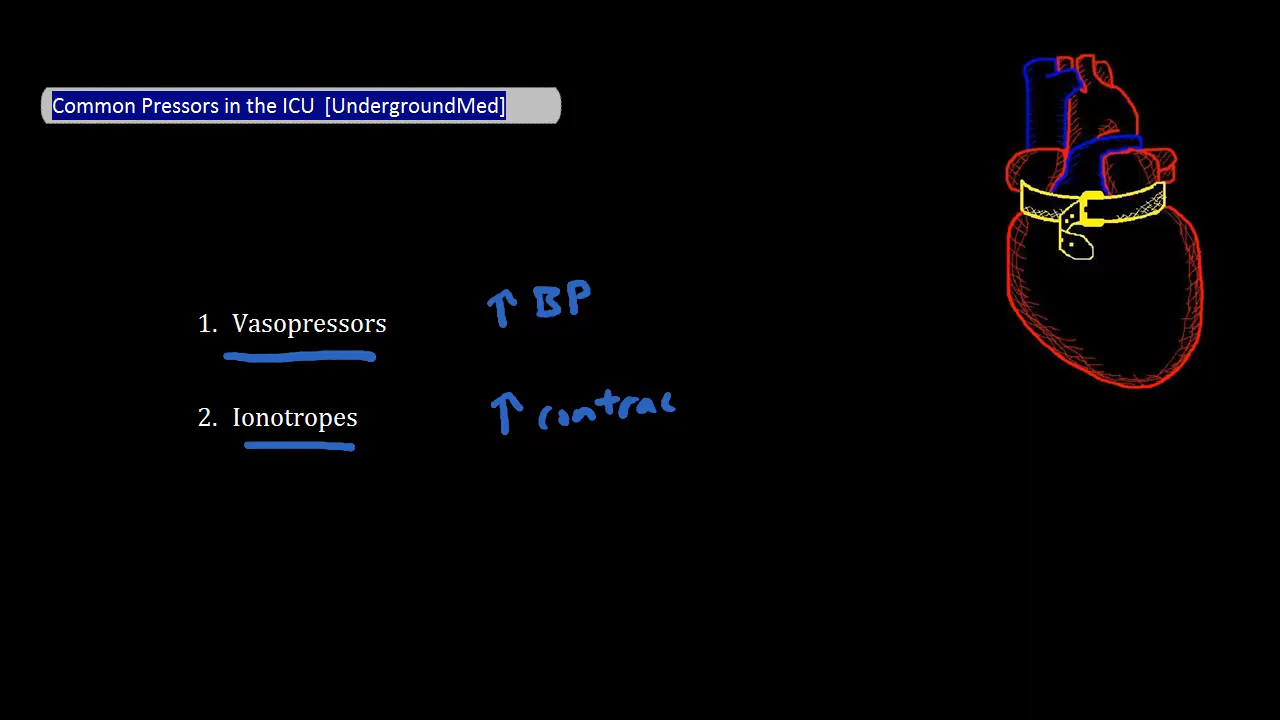 Common Pressors in the ICU [UndergroundMed]
1. Vasopressors ↑ BP
2. Ionotropes ↑ contrac